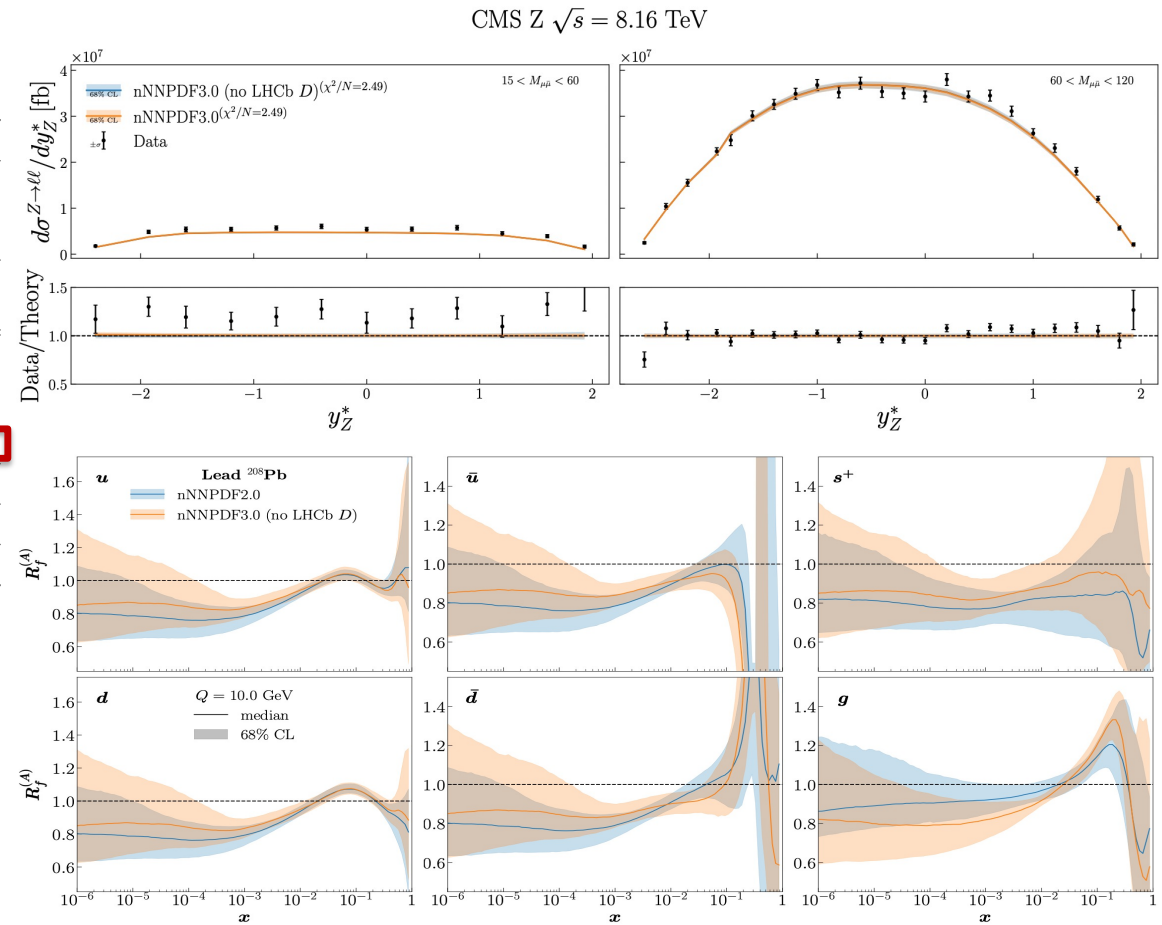 CMS Z √s = 8.16 TeV
×10⁷
×10⁷
dσ^{Z→ℓℓ}/dy*_Z [fb]
4
3
2
1
0
68% CL nNNPDF3.0 (no LHCb D)(χ²/N=2.49)
68% CL nNNPDF3.0(χ²/N=2.49)
±σ Data
15 < M_{μμ̄} < 60
60 < M_{μμ̄} < 120
Data/Theory
1.5
1.0
0.5
−2 −1 0 1 2
−2 −1 0 1 2
y*_Z
y*_Z
R_f^{(A)}
1.6
1.4
1.2
1.0
0.8
0.6
u
Lead ²⁰⁸Pb
nNNPDF2.0
nNNPDF3.0 (no LHCb D)
1.4
1.2
1.0
0.8
0.6
ū
1.4
1.2
1.0
0.8
0.6
s⁺
R_f^{(A)}
1.6
1.4
1.2
1.0
0.8
0.6
d
Q = 10.0 GeV
median
68% CL
1.4
1.2
1.0
0.8
0.6
d̄
1.4
1.2
1.0
0.8
0.6
g
10⁻⁶ 10⁻⁵ 10⁻⁴ 10⁻³ 10⁻² 10⁻¹ 1
10⁻⁶ 10⁻⁵ 10⁻⁴ 10⁻³ 10⁻² 10⁻¹ 1
10⁻⁶ 10⁻⁵ 10⁻⁴ 10⁻³ 10⁻² 10⁻¹ 1
x
x
x